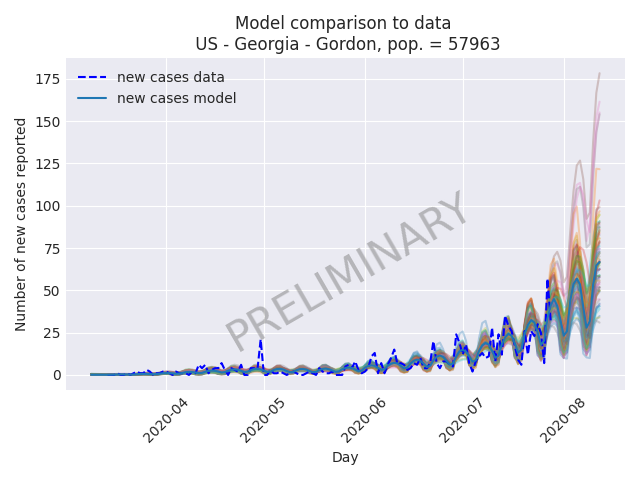 Model comparison to data
US - Georgia - Gordon, pop. = 57963
new cases data
new cases model
Number of new cases reported
175
150
125
100
75
50
25
0
PRELIMINARY
2020-04
2020-05
2020-06
2020-07
2020-08
Day